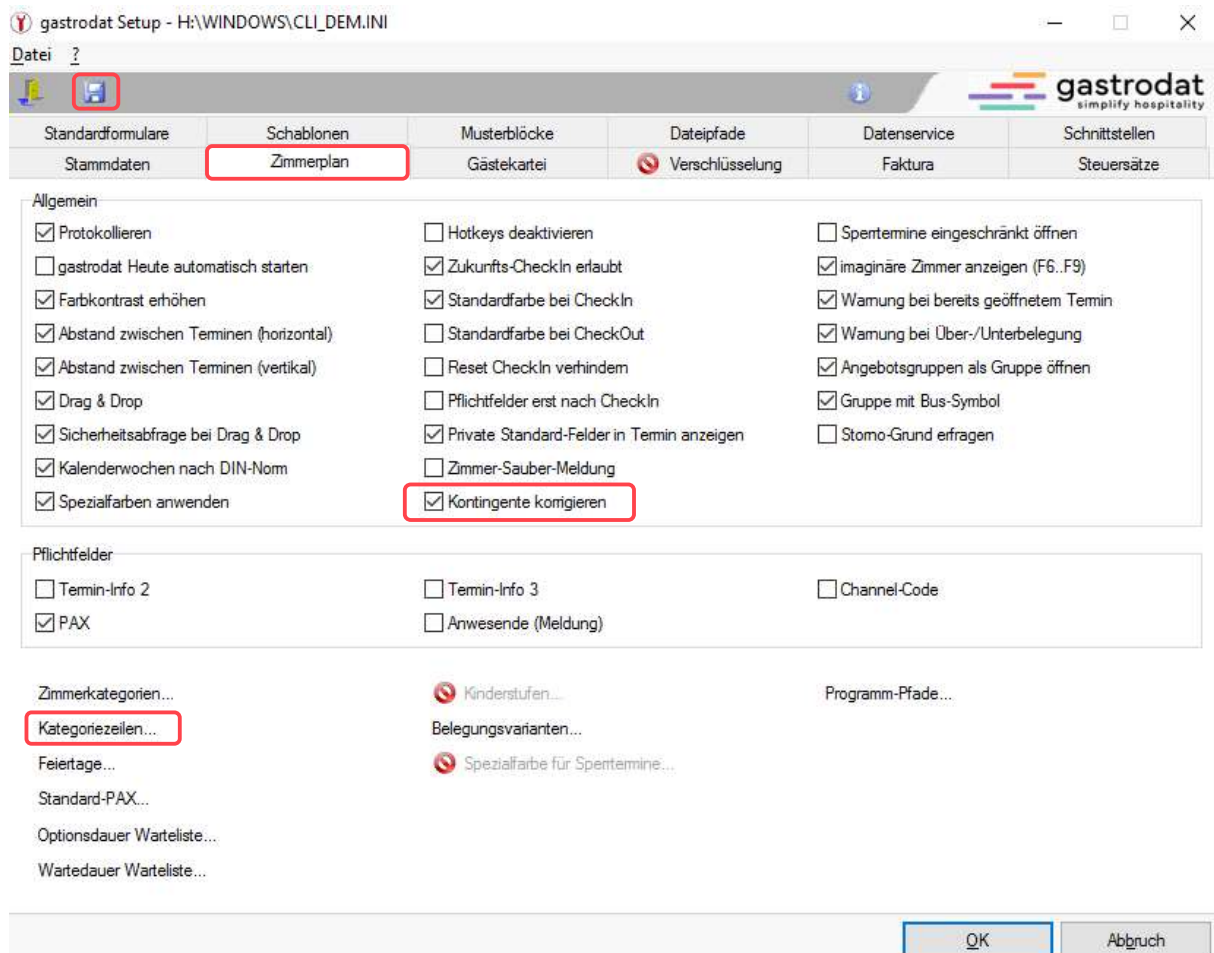 gastrodat Setup - H:\WINDOWS\CLI_DEM.INI
Datei ?
gastrodat
simplify hospitality
Standardformulare Schablonen Musterblöcke Dateipfade Datenservice Schnittstellen
Stammdaten Zimmerplan Gästekartei Verschlüsselung Faktura Steuersätze
Allgemein
Protokollieren Hotkeys deaktivieren Sperrtermine eingeschränkt öffnen
gastrodat Heute automatisch starten Zukunfts-CheckIn erlaubt imaginäre Zimmer anzeigen (F6..F9)
Farbkontrast erhöhen Standardfarbe bei CheckIn Warnung bei bereits geöffnetem Termin
Abstand zwischen Terminen (horizontal) Standardfarbe bei CheckOut Warnung bei Über-/Unterbelegung
Abstand zwischen Terminen (vertikal) Reset CheckIn verhindern Angebotsgruppen als Gruppe öffnen
Drag & Drop Pflichtfelder erst nach CheckIn Gruppe mit Bus-Symbol
Sicherheitsabfrage bei Drag & Drop Private Standard-Felder in Termin anzeigen Storno-Grund erfragen
Kalenderwochen nach DIN-Norm Zimmer-Sauber-Meldung
Spezialfarben anwenden Kontingente korrigieren
Pflichtfelder
Termin-Info 2 Termin-Info 3 Channel-Code
PAX Anwesende (Meldung)
Zimmerkategorien... Kinderstufen... Programm-Pfade...
Kategoriezeilen... Belegungsvarianten...
Feiertage... Spezialfarbe für Sperrtermine...
Standard-PAX...
Optionsdauer Warteliste...
Wartedauer Warteliste...
OK Abbruch